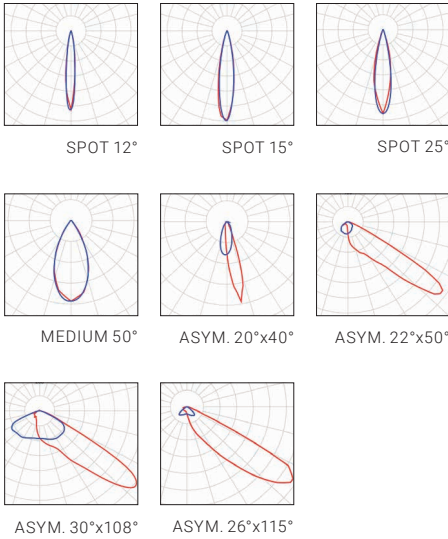 SPOT 12°
SPOT 15°
SPOT 25°
MEDIUM 50°
ASYM. 20°x40°
ASYM. 22°x50°
ASYM. 30°x108°
ASYM. 26°x115°